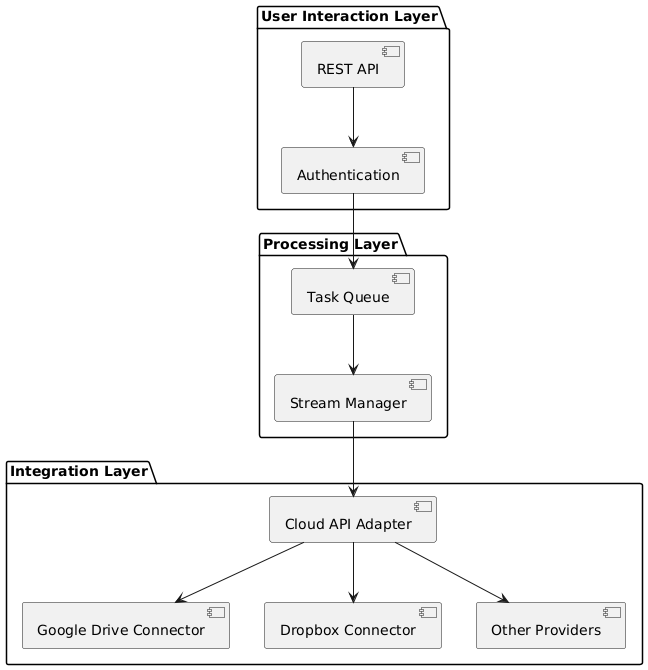 User Interaction Layer
REST API
Authentication
Processing Layer
Task Queue
Stream Manager
Integration Layer
Cloud API Adapter
Google Drive Connector
Dropbox Connector
Other Providers